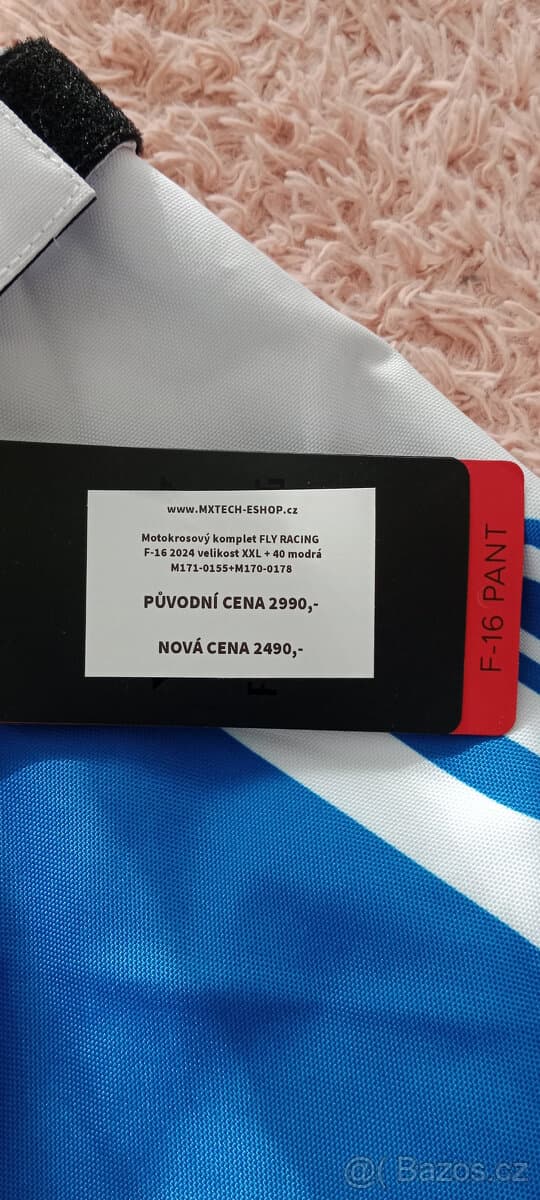 www.MXTECH-ESHOP.cz
Motokrosový komplet FLY RACING
F-16 2024 velikost XXL + 40 modrá
M171-0155+M170-0178
PŮVODNÍ CENA 2990,-
NOVÁ CENA 2490,-
F-16 PANT
@( Bazos.cz